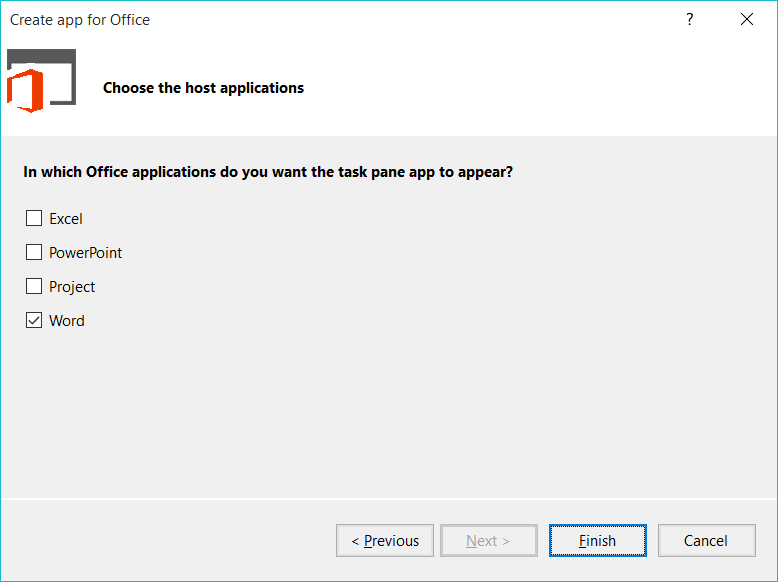 Create app for Office ?
Choose the host applications
In which Office applications do you want the task pane app to appear?
Excel
PowerPoint
Project
Word
< Previous Next > Finish Cancel